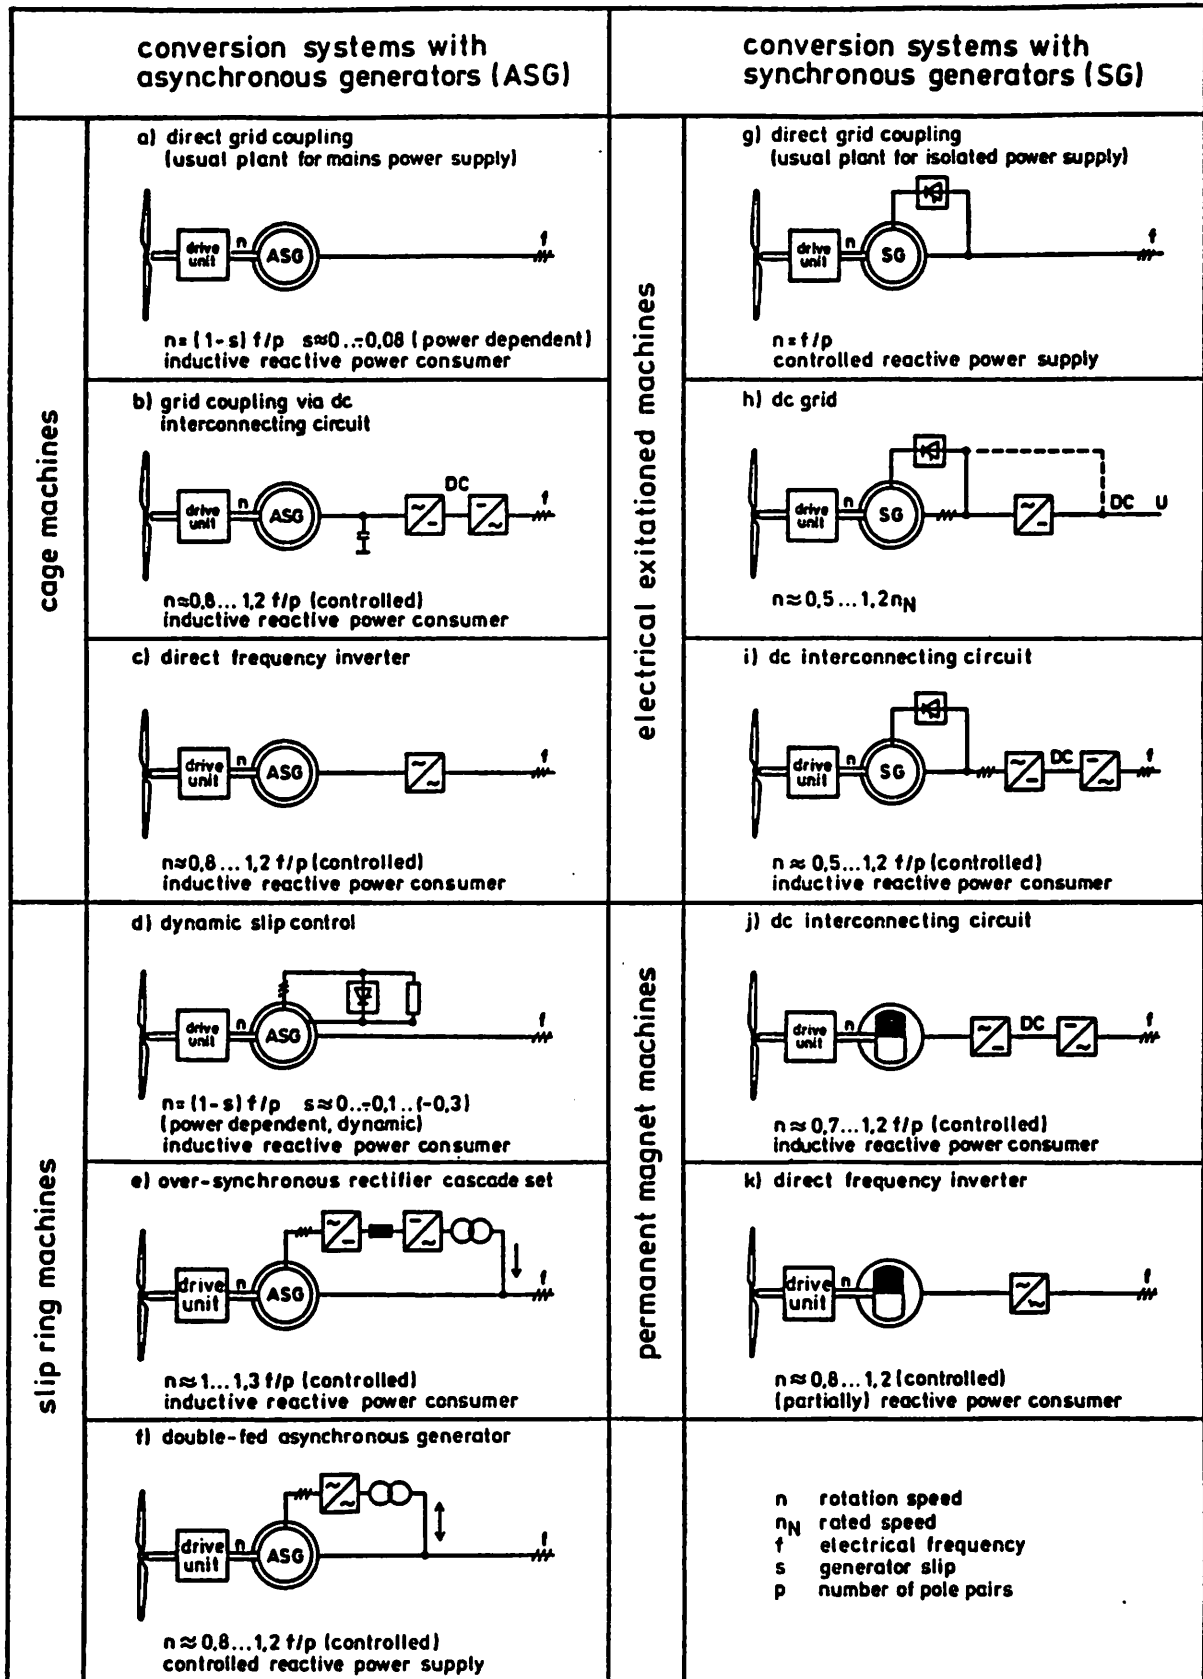 conversion systems with
asynchronous generators (ASG)
conversion systems with
synchronous generators (SG)
cage machines
a) direct grid coupling
(usual plant for mains power supply)
drive
unit
n
ASG
f
n=(1-s) f/p s≈0...-0,08 (power dependent)
inductive reactive power consumer
b) grid coupling via dc
interconnecting circuit
drive
unit
n
ASG
DC
f
n≈0,8...1,2 f/p (controlled)
inductive reactive power consumer
c) direct frequency inverter
drive
unit
n
ASG
f
n≈0,8...1,2 f/p (controlled)
inductive reactive power consumer
slip ring machines
d) dynamic slip control
drive
unit
n
ASG
f
n=(1-s) f/p s≈0...-0,1..(-0,3)
(power dependent, dynamic)
inductive reactive power consumer
e) over-synchronous rectifier cascade set
drive
unit
n
ASG
f
n≈1...1,3 f/p (controlled)
inductive reactive power consumer
f) double-fed asynchronous generator
drive
unit
n
ASG
f
n≈0,8...1,2 f/p (controlled)
controlled reactive power supply
electrical exitationed machines
g) direct grid coupling
(usual plant for isolated power supply)
drive
unit
n
SG
f
n=f/p
controlled reactive power supply
h) dc grid
drive
unit
n
SG
DC U
n≈0,5...1,2nN
i) dc interconnecting circuit
drive
unit
n
SG
DC
f
n≈0,5...1,2 f/p (controlled)
inductive reactive power consumer
permanent magnet machines
j) dc interconnecting circuit
drive
unit
n
DC
f
n≈0,7...1,2 f/p (controlled)
inductive reactive power consumer
k) direct frequency inverter
drive
unit
n
f
n≈0,8...1,2 (controlled)
(partially) reactive power consumer
n rotation speed
nN rated speed
f electrical frequency
s generator slip
p number of pole pairs